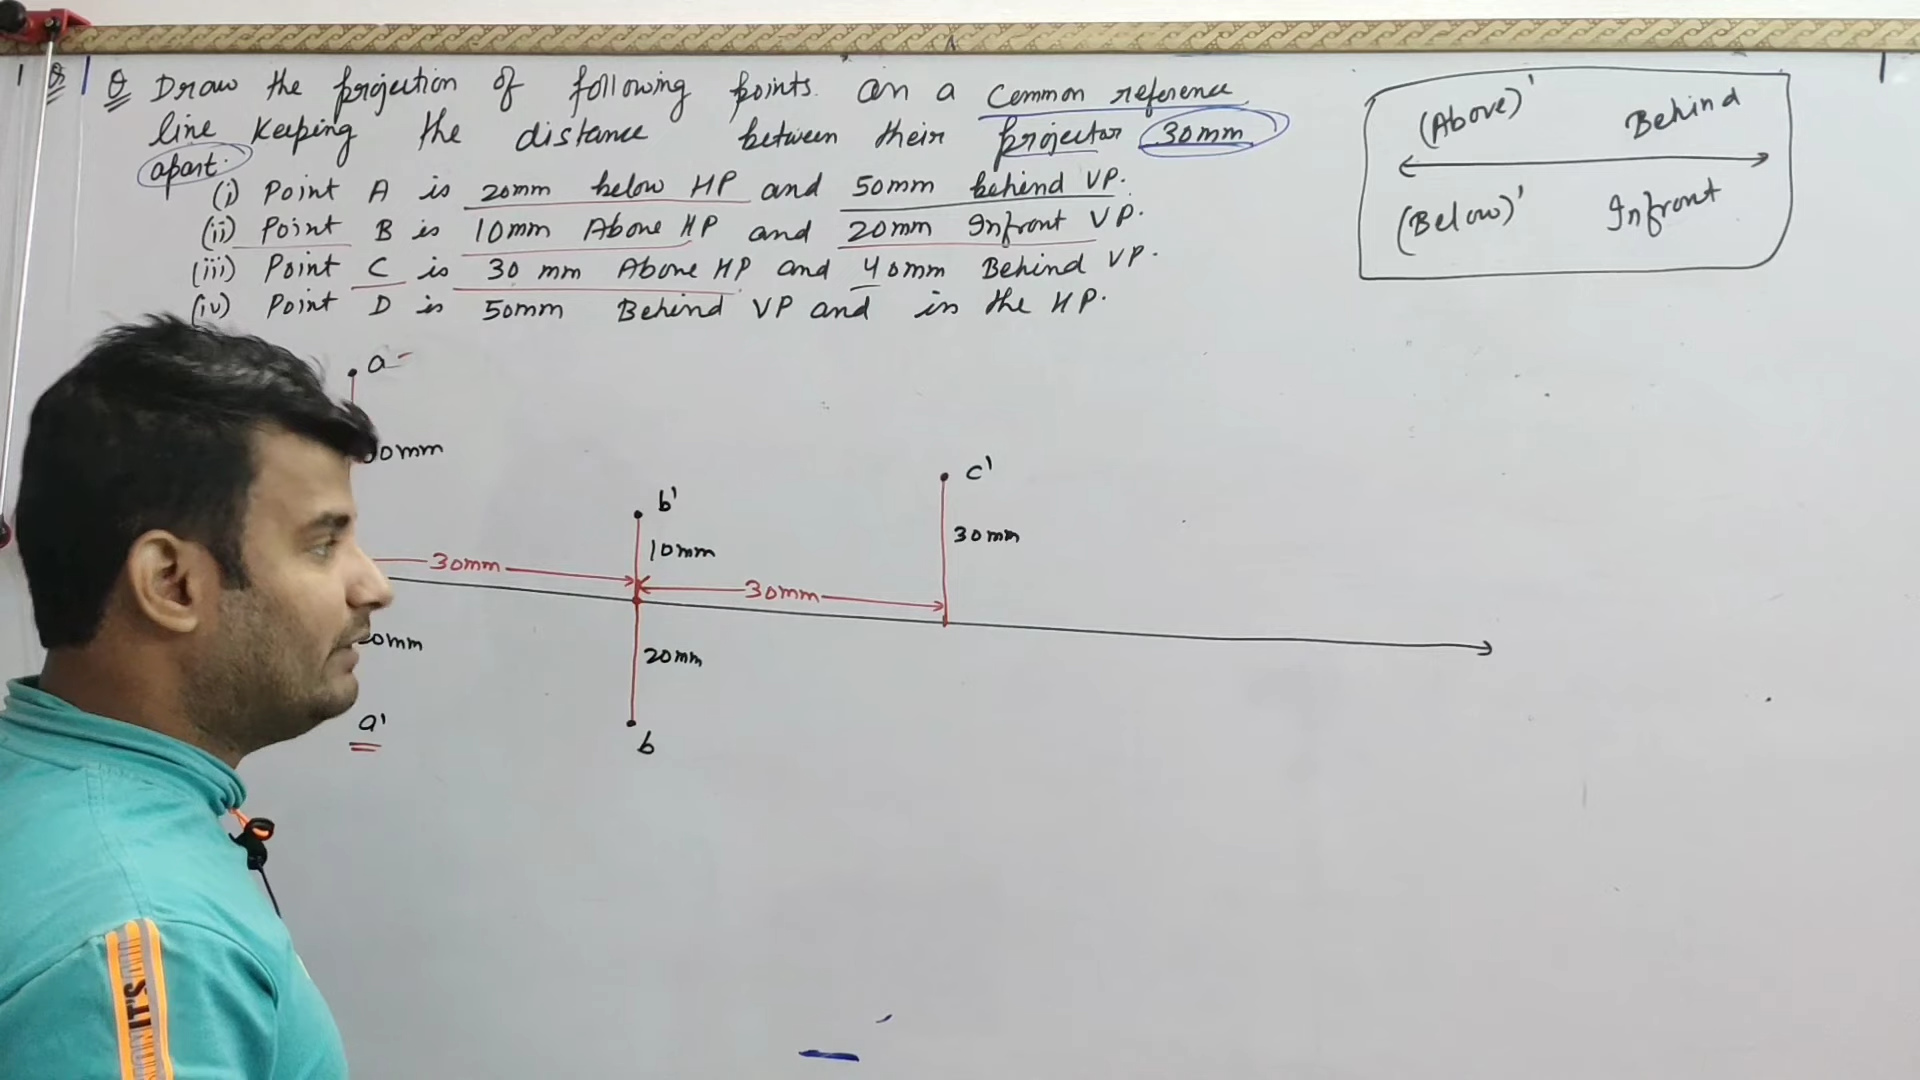 Q Draw the projection of following points on a Common reference
line keeping the distance between their projector 30mm
apart.
(i) Point A is 20mm below HP and 50mm behind VP.
(ii) Point B is 10mm Above HP and 20mm Infront VP.
(iii) Point C is 30 mm Above HP and 40mm Behind VP.
(iv) Point D is 50mm Behind VP and in the HP.
(Above)' Behind
(Below)' Infront
a
0mm
c'
b'
30mm
10mm
30mm
30mm
0mm
20mm
a'
b
IT'S